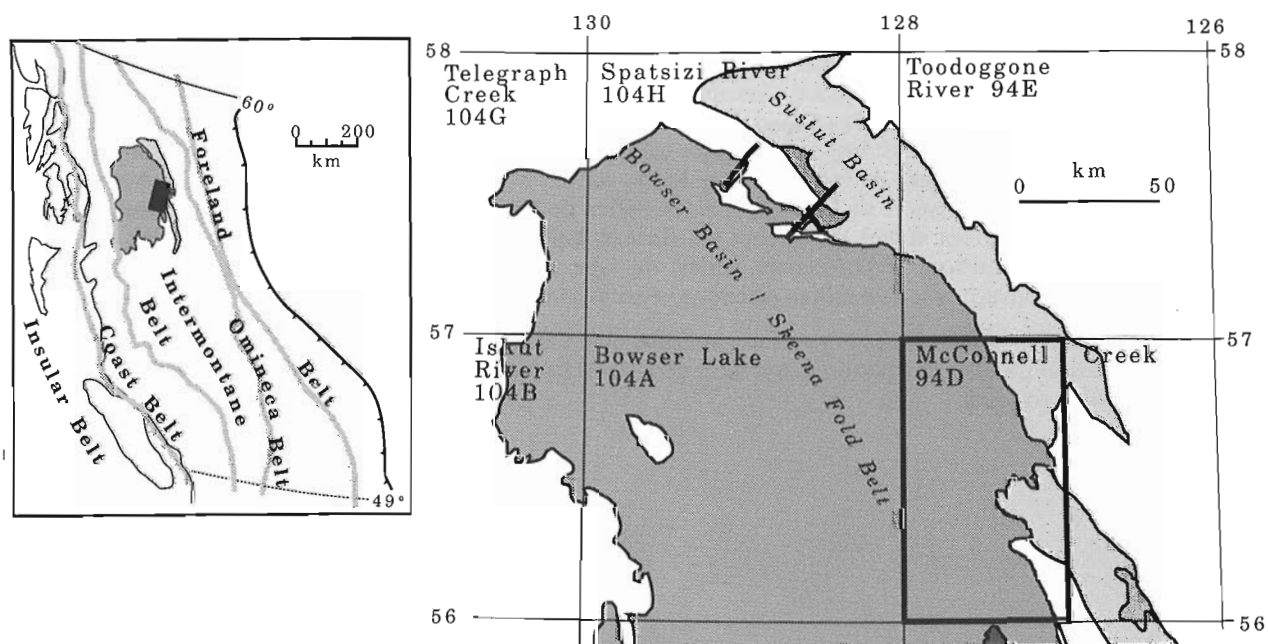 60°
0 200
km
Foreland
Belt
Omineca Belt
Intermontane
Belt
Coast Belt
Insular Belt
49°
130
128
126
58
58
Telegraph
Creek
104G
Spatsizi River
104H
Toodoggone
River 94E
Sustut Basin
km
0 50
Bowser Basin / Skeena Fold Belt
57
57
Iskut
River
104B
Bowser Lake
104A
McConnell Creek
94D
56
56